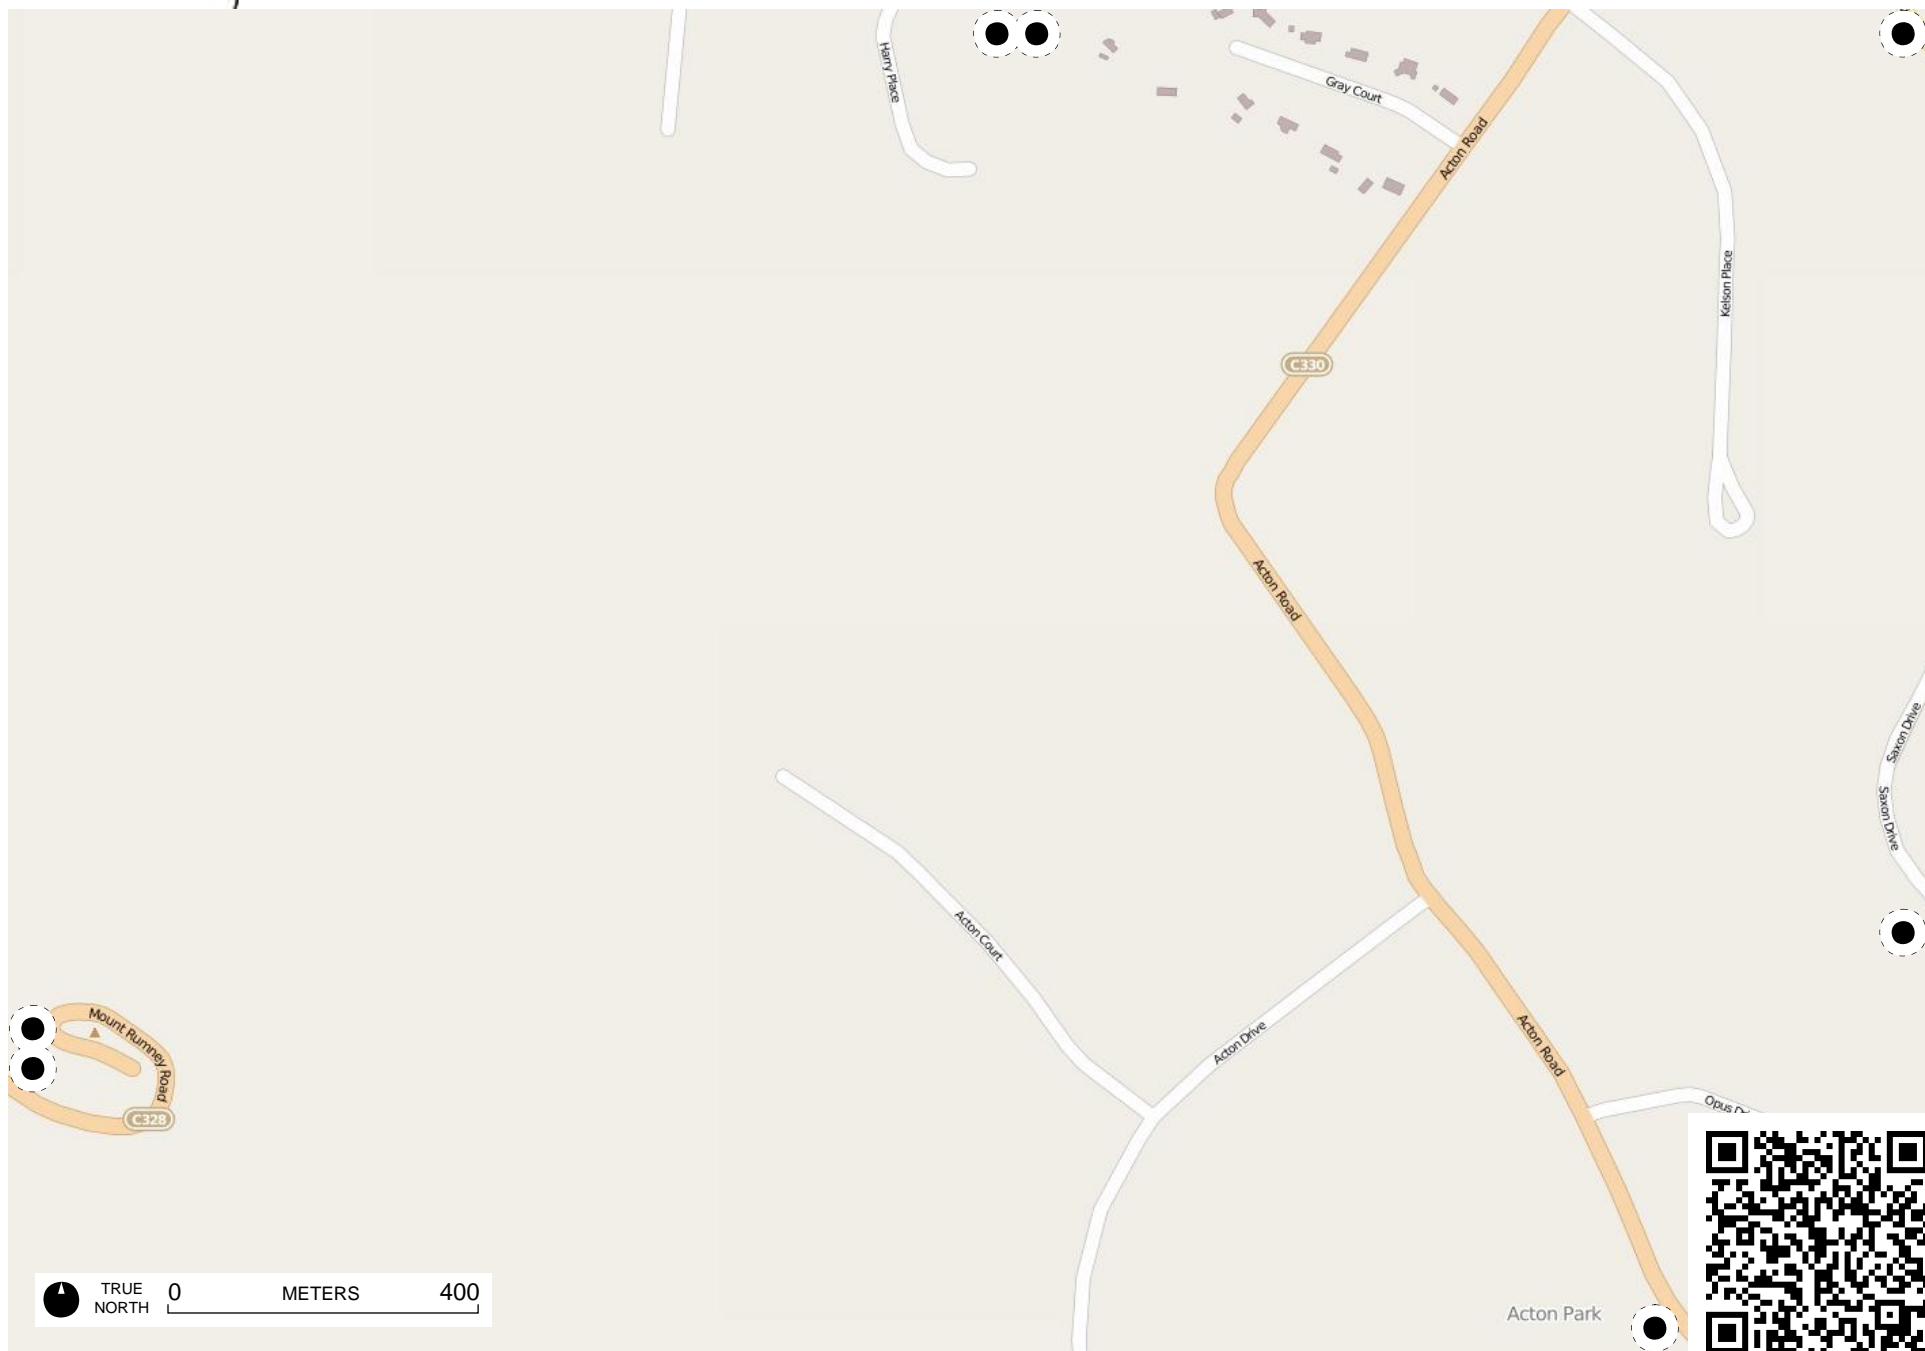 Harry Place
Gray Court
Acton Road
Kelson Place
C330
Acton Road
Saxon Drive
Saxon Drive
Acton Court
Mount Rumney Road
Acton Drive
Acton Road
C328
Opus
TRUE
NORTH
0 METERS 400
Acton Park